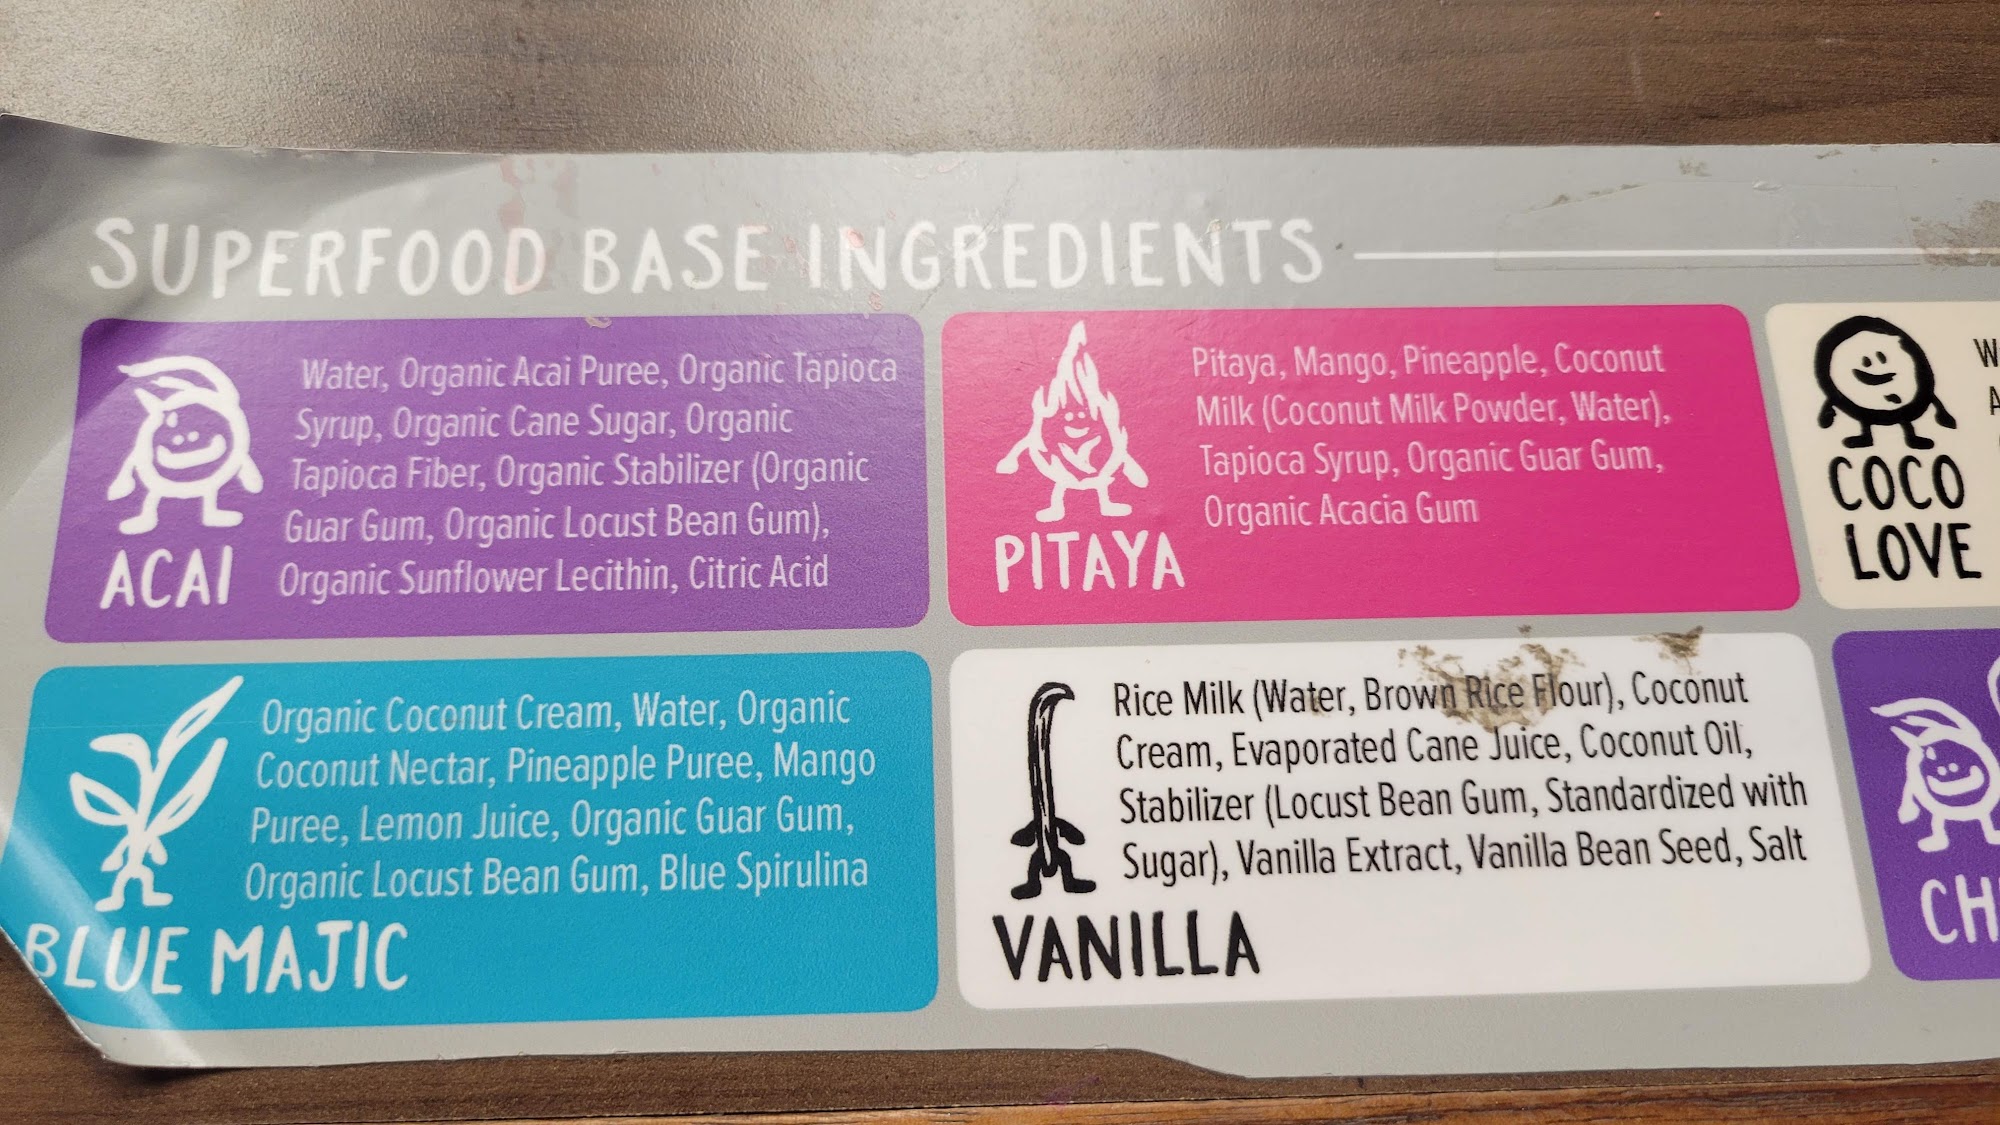 SUPERFOOD BASE INGREDIENTS
Water, Organic Acai Puree, Organic Tapioca
Syrup, Organic Cane Sugar, Organic
Tapioca Fiber, Organic Stabilizer (Organic
Guar Gum, Organic Locust Bean Gum),
Organic Sunflower Lecithin, Citric Acid
ACAI
Pitaya, Mango, Pineapple, Coconut
Milk (Coconut Milk Powder, Water),
Tapioca Syrup, Organic Guar Gum,
Organic Acacia Gum
PITAYA
COCO
LOVE
Organic Coconut Cream, Water, Organic
Coconut Nectar, Pineapple Puree, Mango
Puree, Lemon Juice, Organic Guar Gum,
Organic Locust Bean Gum, Blue Spirulina
BLUE MAJIC
Rice Milk (Water, Brown Rice Flour), Coconut
Cream, Evaporated Cane Juice, Coconut Oil,
Stabilizer (Locust Bean Gum, Standardized with
Sugar), Vanilla Extract, Vanilla Bean Seed, Salt
VANILLA